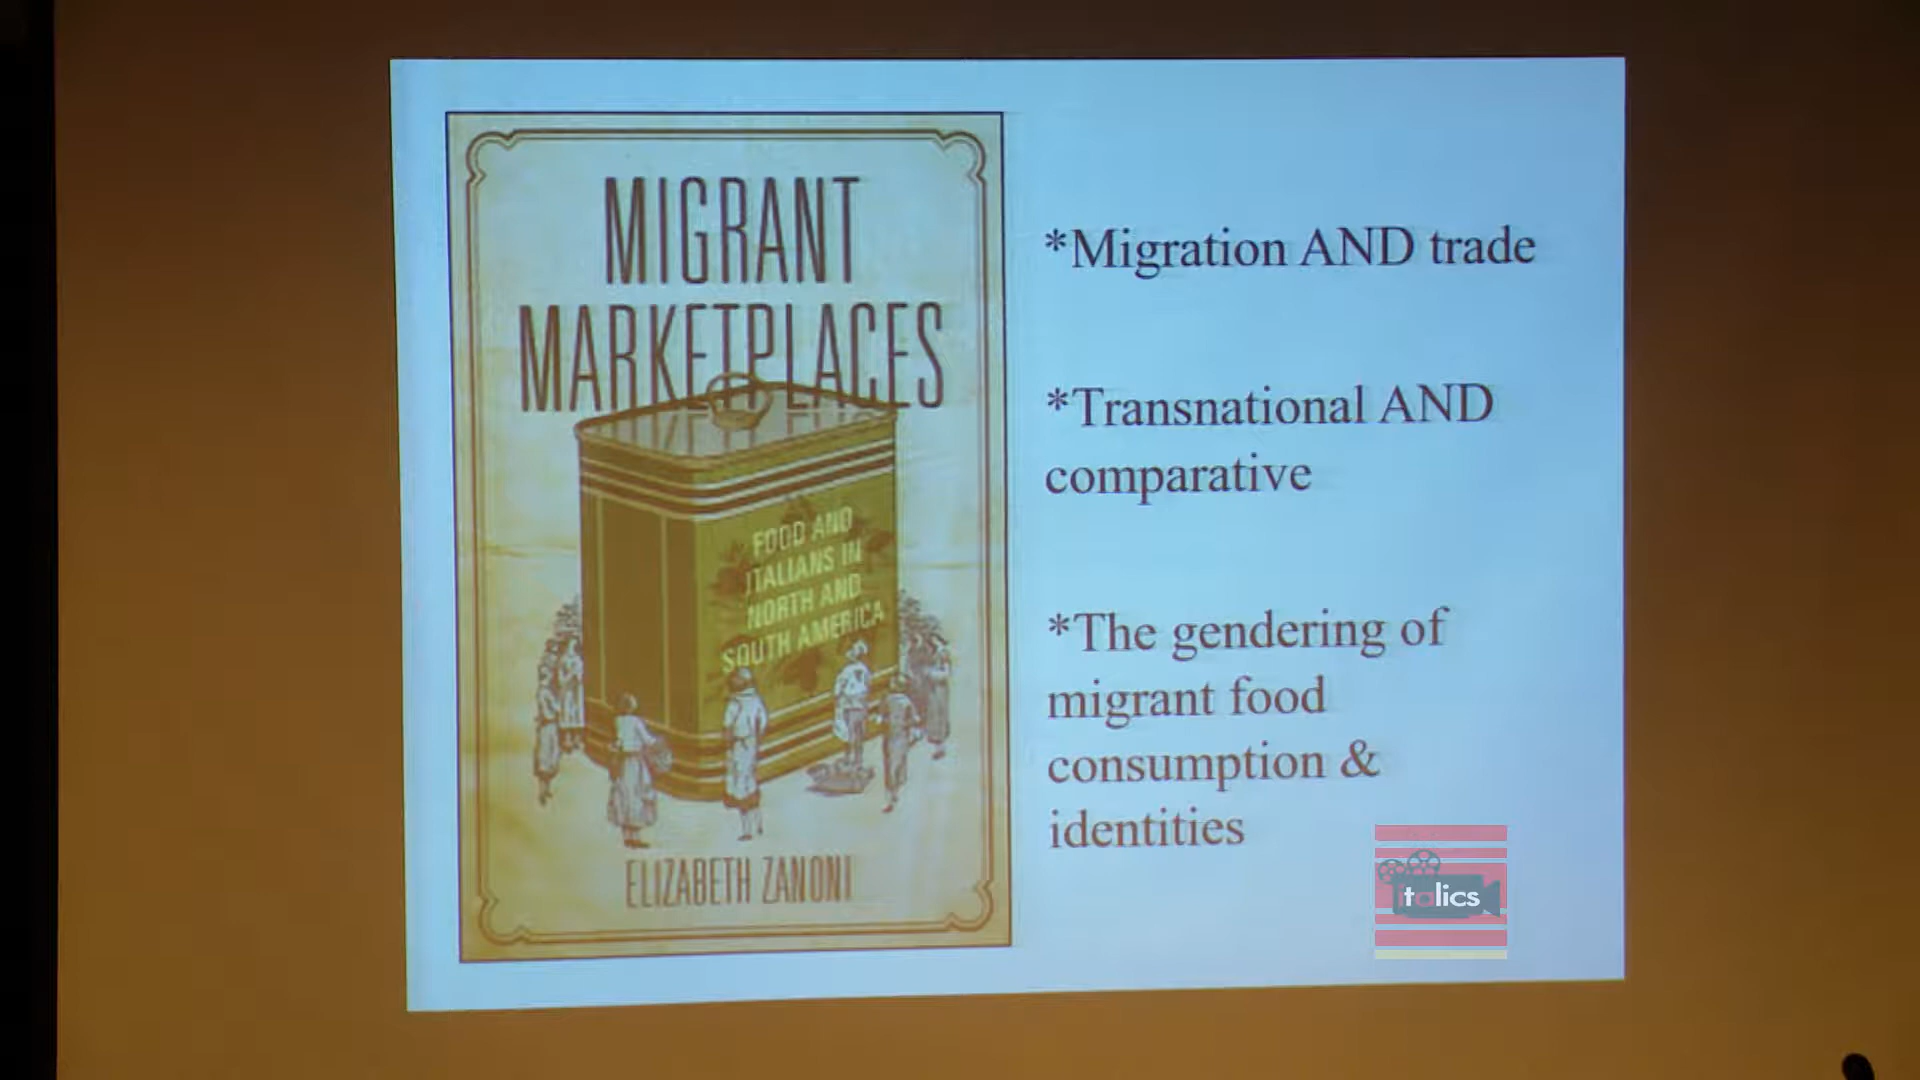 MIGRANT
MARKETPLACES
FOOD AND
ITALIANS IN
NORTH AND
SOUTH AMERICA
ELIZABETH ZANONI
*Migration AND trade
*Transnational AND
comparative
*The gendering of
migrant food
consumption &
identities
italics